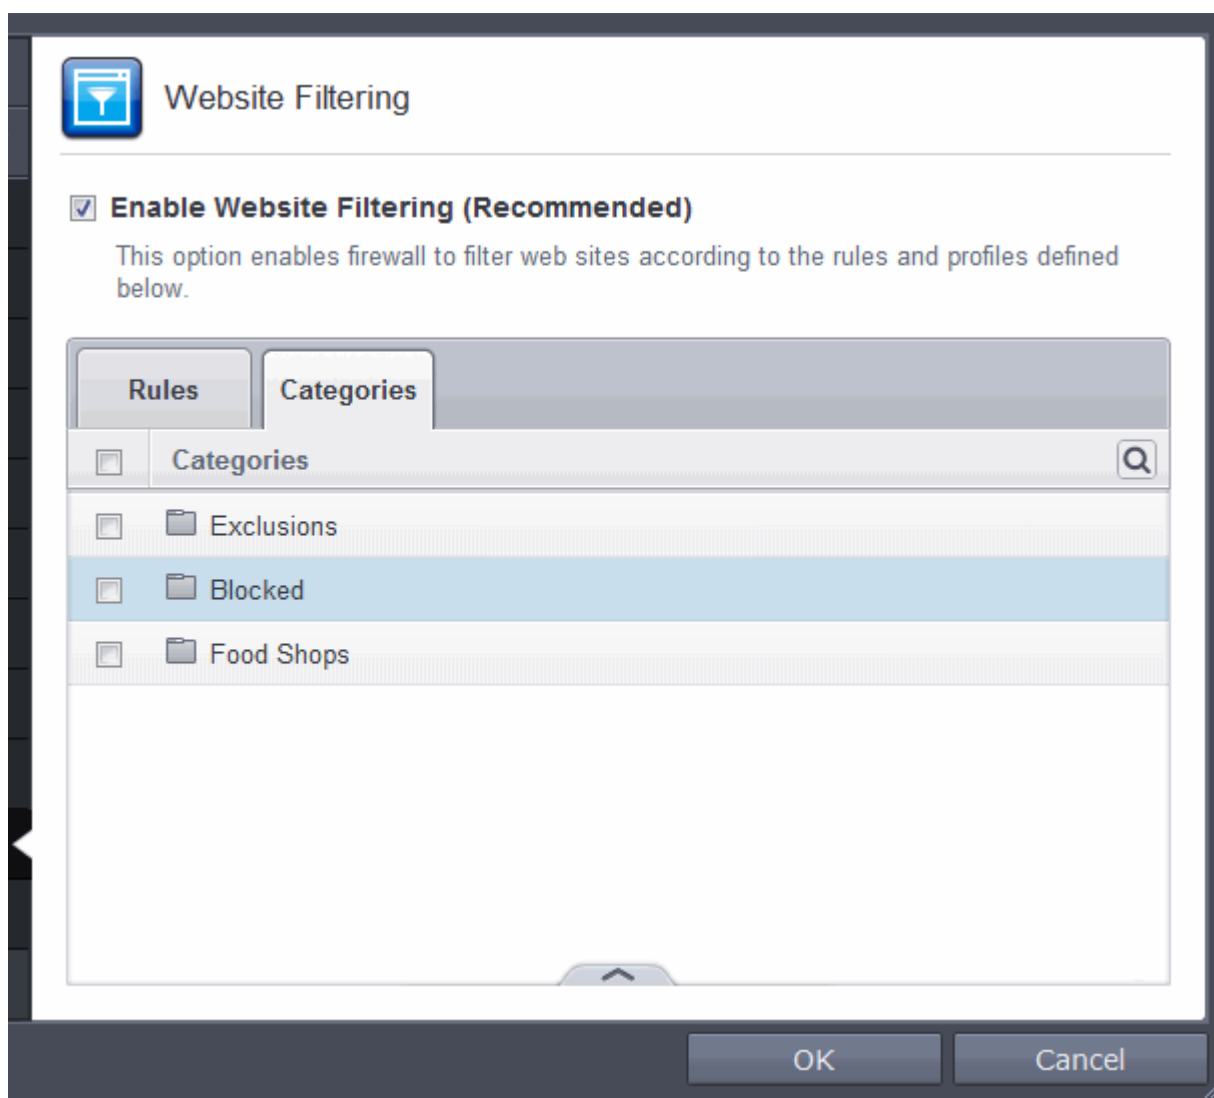 Website Filtering
Enable Website Filtering (Recommended)
This option enables firewall to filter web sites according to the rules and profiles defined
below.
Rules Categories
Categories
Exclusions
Blocked
Food Shops
OK Cancel